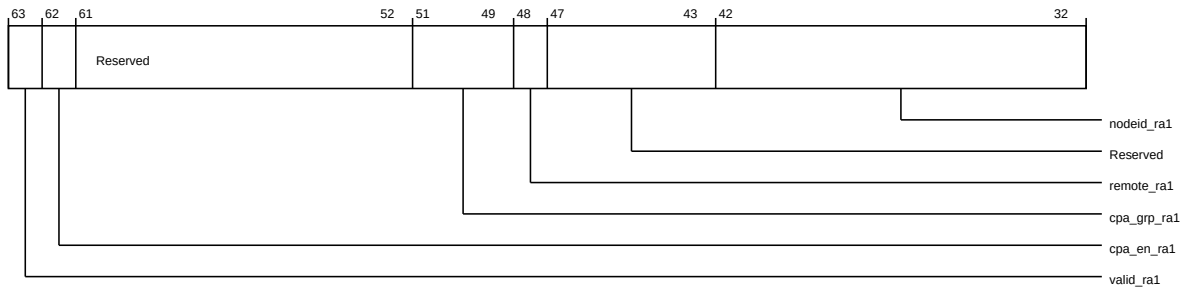 63 62 61 52 51 49 48 47 43 42 32
Reserved
nodeid_ra1
Reserved
remote_ra1
cpa_grp_ra1
cpa_en_ra1
valid_ra1